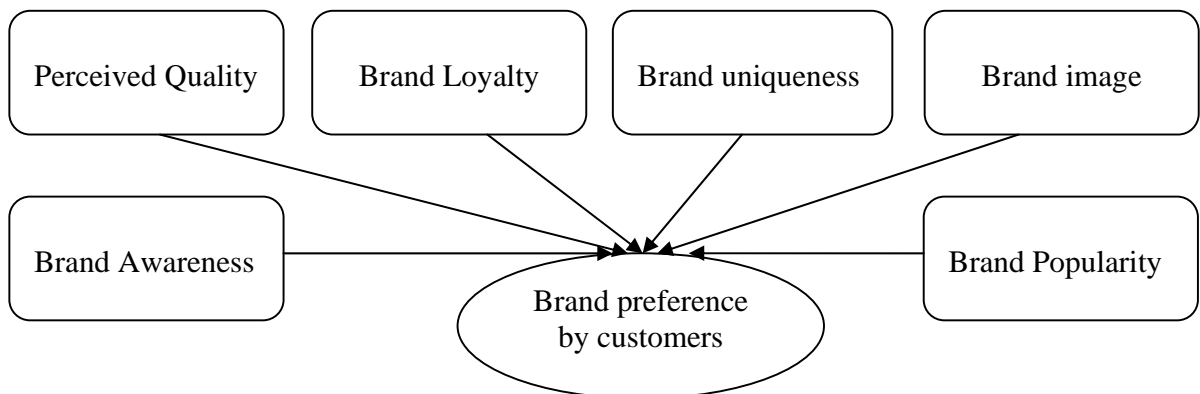 Perceived Quality
Brand Loyalty
Brand uniqueness
Brand image
Brand Awareness
Brand Popularity
Brand preference
by customers